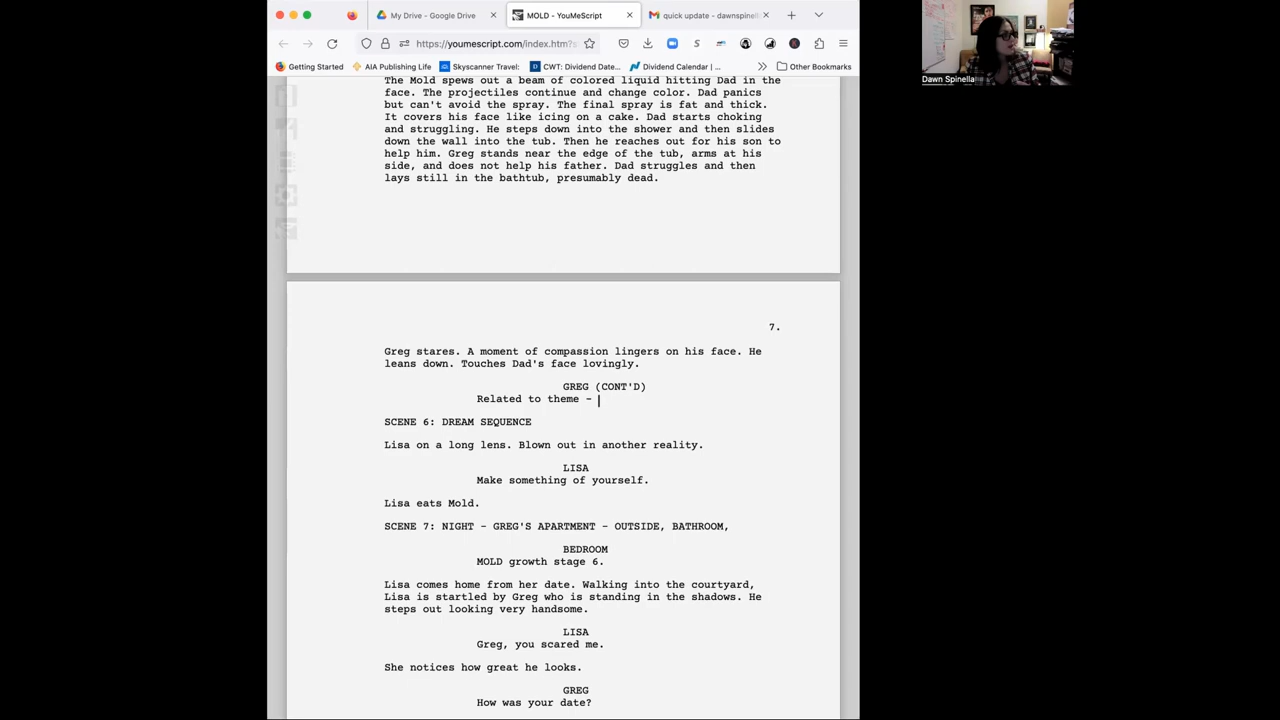 My Drive - Google Drive
MOLD - YouMeScript
quick update - dawnspinell
https://youmescript.com/index.htm?s
Getting Started
AIA Publishing Life
Skyscanner Travel:
CWT: Dividend Date...
Dividend Calendar | ...
Other Bookmarks
Dawn Spinella
The Mold spews out a beam of colored liquid hitting Dad in the
face. The projectiles continue and change color. Dad panics
but can't avoid the spray. The final spray is fat and thick.
It covers his face like icing on a cake. Dad starts choking
and struggling. He steps down into the shower and then slides
down the wall into the tub. Then he reaches out for his son to
help him. Greg stands near the edge of the tub, arms at his
side, and does not help his father. Dad struggles and then
lays still in the bathtub, presumably dead.
7.
Greg stares. A moment of compassion lingers on his face. He
leans down. Touches Dad's face lovingly.
GREG (CONT'D)
Related to theme -
SCENE 6: DREAM SEQUENCE
Lisa on a long lens. Blown out in another reality.
LISA
Make something of yourself.
Lisa eats Mold.
SCENE 7: NIGHT - GREG'S APARTMENT - OUTSIDE, BATHROOM,
BEDROOM
MOLD growth stage 6.
Lisa comes home from her date. Walking into the courtyard,
Lisa is startled by Greg who is standing in the shadows. He
steps out looking very handsome.
LISA
Greg, you scared me.
She notices how great he looks.
GREG
How was your date?